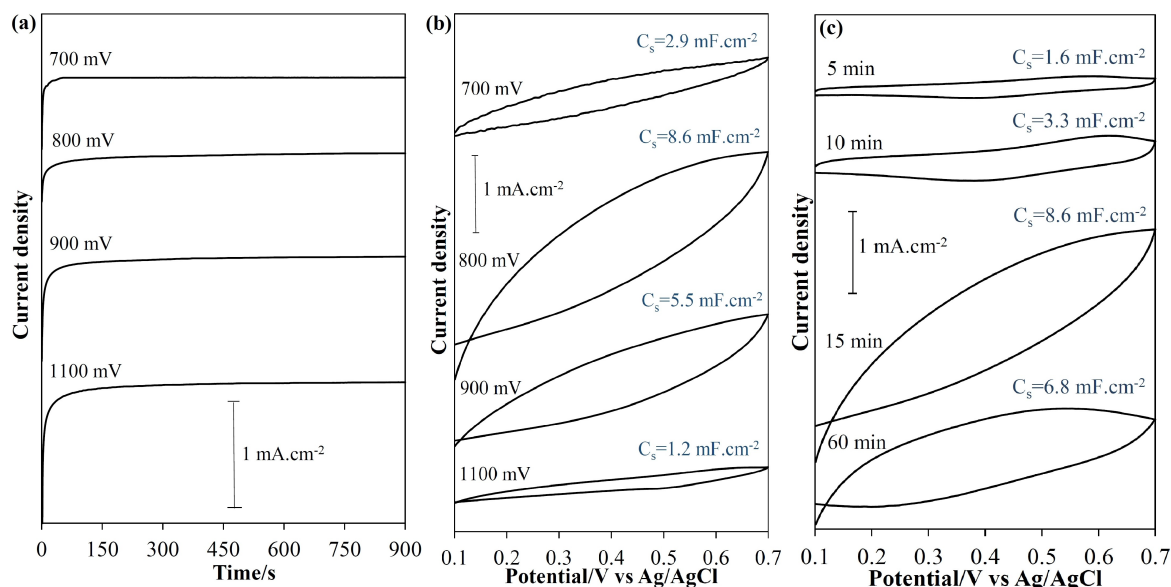 (a)
700 mV
800 mV
900 mV
1100 mV
1 mA.cm-2
Current density
0 150 300 450 600 750 900
Time/s
(b)
Cs=2.9 mF.cm-2
700 mV
Cs=8.6 mF.cm-2
1 mA.cm-2
800 mV
Cs=5.5 mF.cm-2
900 mV
Cs=1.2 mF.cm-2
1100 mV
Current density
0.1 0.2 0.3 0.4 0.5 0.6 0.7
Potential/V vs Ag/AgCl
(c)
Cs=1.6 mF.cm-2
5 min
Cs=3.3 mF.cm-2
10 min
Cs=8.6 mF.cm-2
1 mA.cm-2
15 min
Cs=6.8 mF.cm-2
60 min
Current density
0.1 0.2 0.3 0.4 0.5 0.6 0.7
Potential/V vs Ag/AgCl